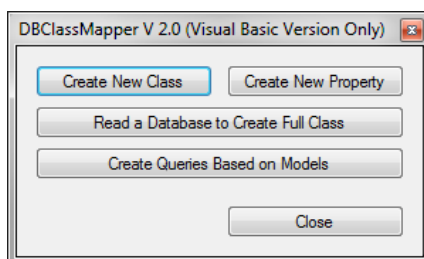 DBClassMapper V 2.0 (Visual Basic Version Only)
Create New Class Create New Property
Read a Database to Create Full Class
Create Queries Based on Models
Close